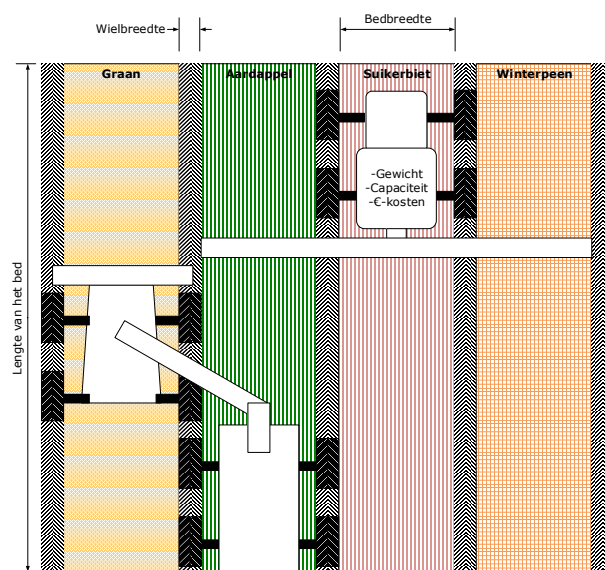 Wielbreedte
Bedbreedte
Graan
Aardappel
Suikerbiet
Winterpeen
-Gewicht
-Capaciteit
-€-kosten
Lengte van het bed